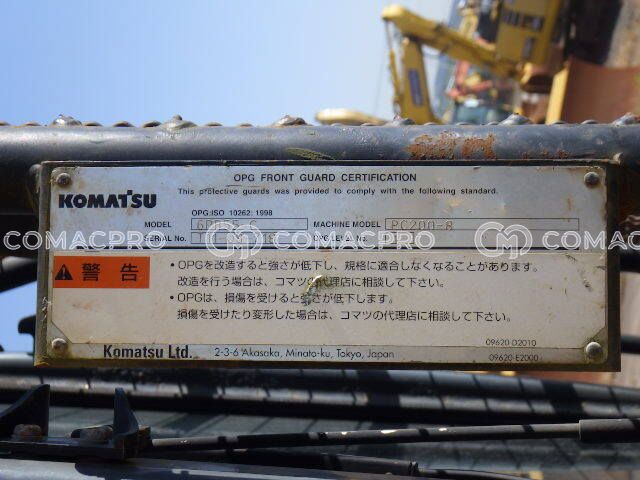 OPG FRONT GUARD CERTIFICATION
This protective guards was provided to comply with the following standard.
KOMATSU
OPG:ISO 10262: 1998
MODEL MACHINE MODEL PC200-8
SERIAL No. OPG LEVEL No.
COMACPRO COMACPRO COMACPRO
警告
・OPGを改造すると強さが低下し、規格に適合しなくなることがあります。
改造を行う場合は、コマツの代理店に相談して下さい。
・OPGは、損傷を受けると強さが低下します。
損傷を受けたり変形した場合は、コマツの代理店に相談して下さい。
09620-D2010
Komatsu Ltd. 2-3-6 Akasaka, Minato-ku, Tokyo, Japan 09620-E2000